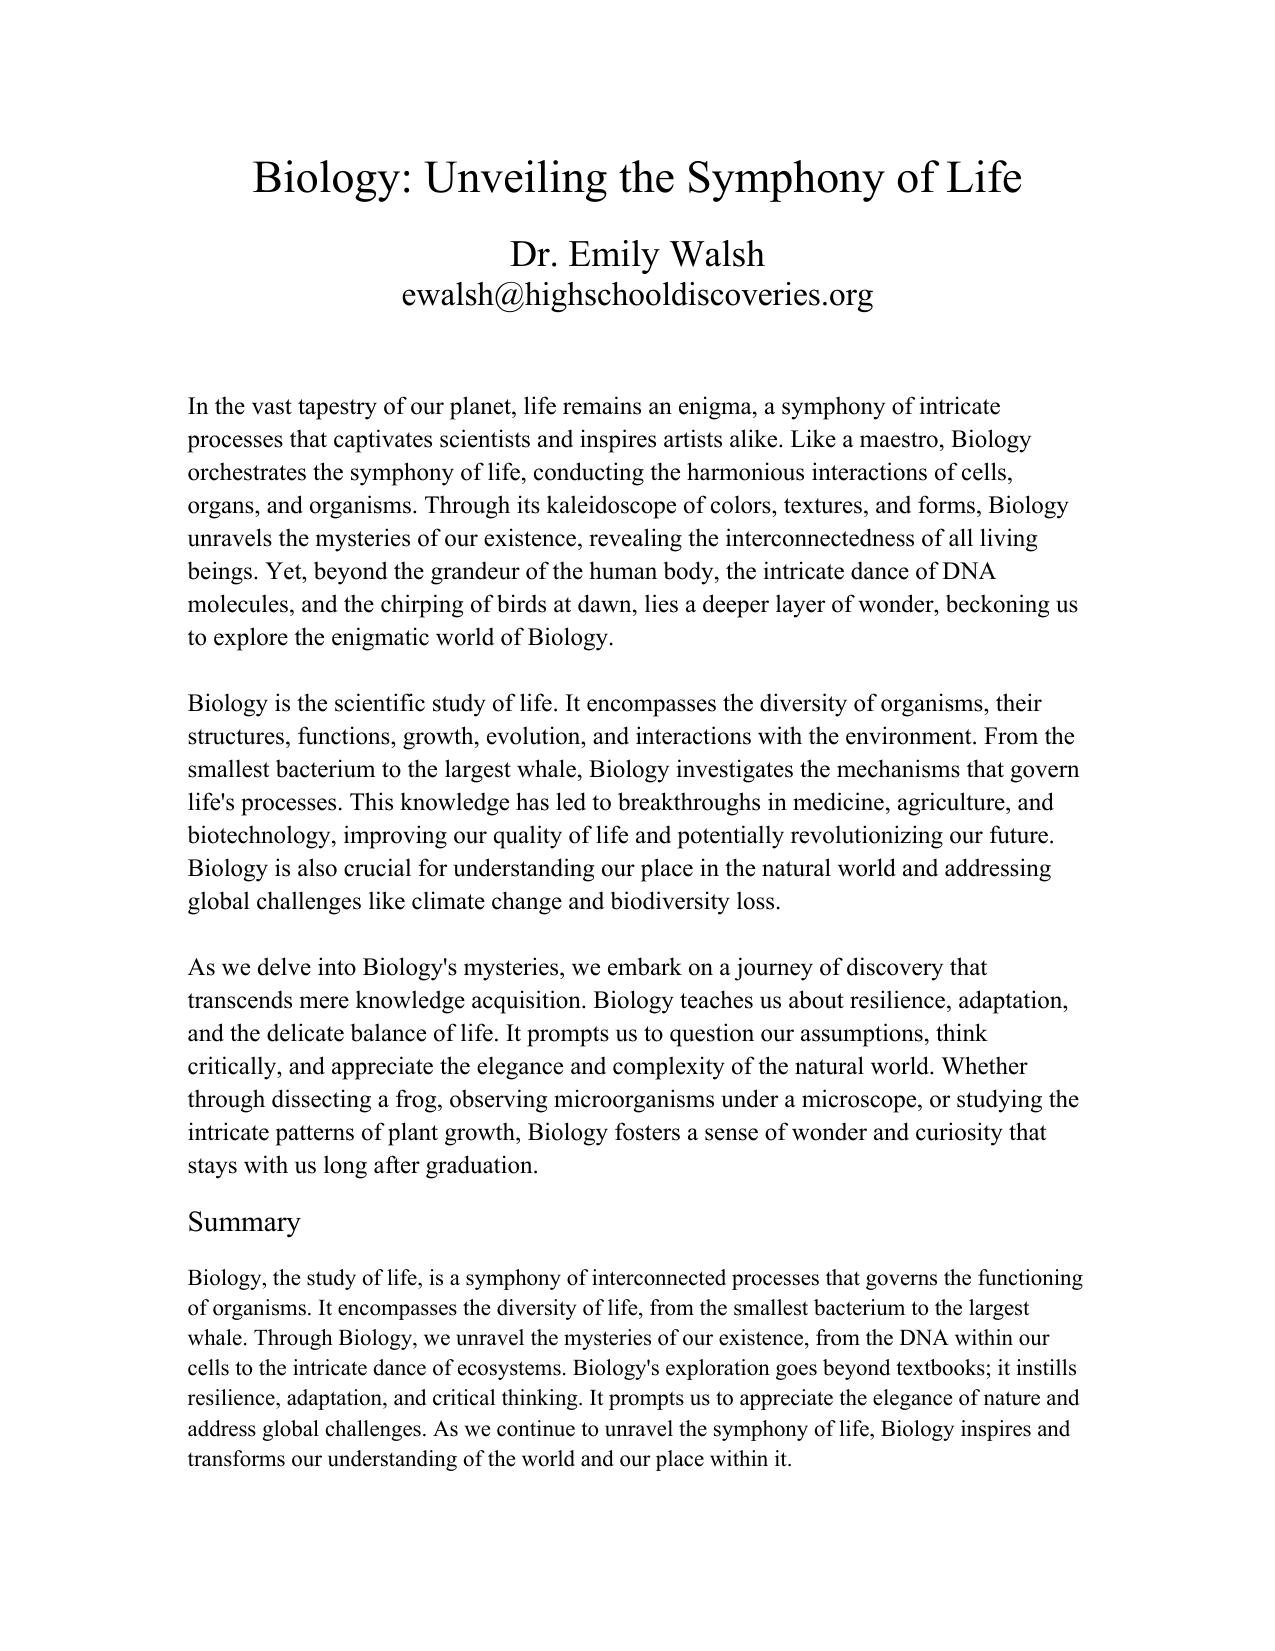 Biology: Unveiling the Symphony of Life
Dr. Emily Walsh
ewalsh@highschooldiscoveries.org
In the vast tapestry of our planet, life remains an enigma, a symphony of intricate
processes that captivates scientists and inspires artists alike. Like a maestro, Biology
orchestrates the symphony of life, conducting the harmonious interactions of cells,
organs, and organisms. Through its kaleidoscope of colors, textures, and forms, Biology
unravels the mysteries of our existence, revealing the interconnectedness of all living
beings. Yet, beyond the grandeur of the human body, the intricate dance of DNA
molecules, and the chirping of birds at dawn, lies a deeper layer of wonder, beckoning us
to explore the enigmatic world of Biology.
Biology is the scientific study of life. It encompasses the diversity of organisms, their
structures, functions, growth, evolution, and interactions with the environment. From the
smallest bacterium to the largest whale, Biology investigates the mechanisms that govern
life's processes. This knowledge has led to breakthroughs in medicine, agriculture, and
biotechnology, improving our quality of life and potentially revolutionizing our future.
Biology is also crucial for understanding our place in the natural world and addressing
global challenges like climate change and biodiversity loss.
As we delve into Biology's mysteries, we embark on a journey of discovery that
transcends mere knowledge acquisition. Biology teaches us about resilience, adaptation,
and the delicate balance of life. It prompts us to question our assumptions, think
critically, and appreciate the elegance and complexity of the natural world. Whether
through dissecting a frog, observing microorganisms under a microscope, or studying the
intricate patterns of plant growth, Biology fosters a sense of wonder and curiosity that
stays with us long after graduation.
Summary
Biology, the study of life, is a symphony of interconnected processes that governs the functioning
of organisms. It encompasses the diversity of life, from the smallest bacterium to the largest
whale. Through Biology, we unravel the mysteries of our existence, from the DNA within our
cells to the intricate dance of ecosystems. Biology's exploration goes beyond textbooks; it instills
resilience, adaptation, and critical thinking. It prompts us to appreciate the elegance of nature and
address global challenges. As we continue to unravel the symphony of life, Biology inspires and
transforms our understanding of the world and our place within it.